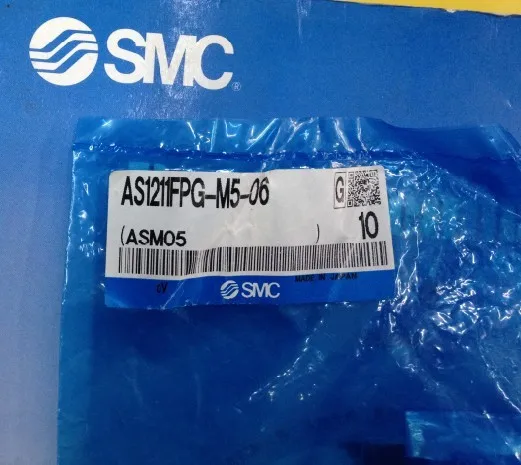 SMC
AS1211FPG-M5-06
G
(ASM05 )
10
MADE IN JAPAN
SMC